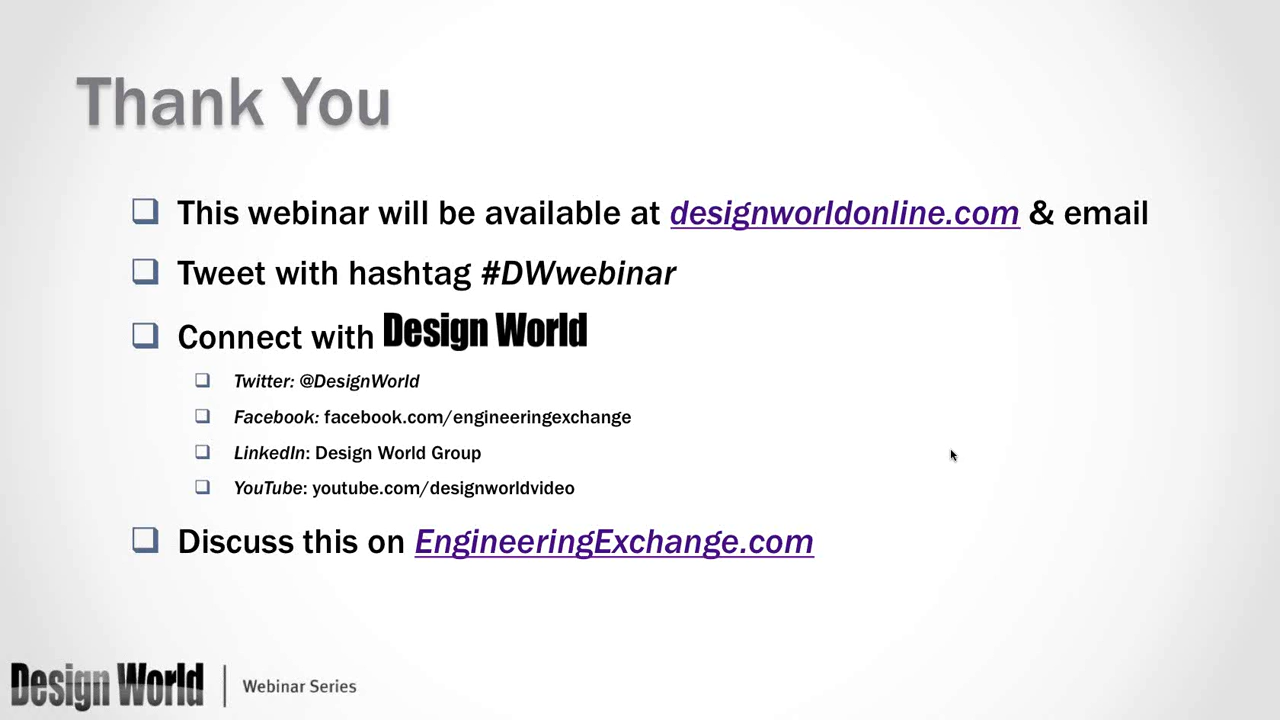 Thank You
This webinar will be available at designworldonline.com & email
Tweet with hashtag #DWwebinar
Connect with Design World
Twitter: @DesignWorld
Facebook: facebook.com/engineeringexchange
LinkedIn: Design World Group
YouTube: youtube.com/designworldvideo
Discuss this on EngineeringExchange.com
Design World | Webinar Series